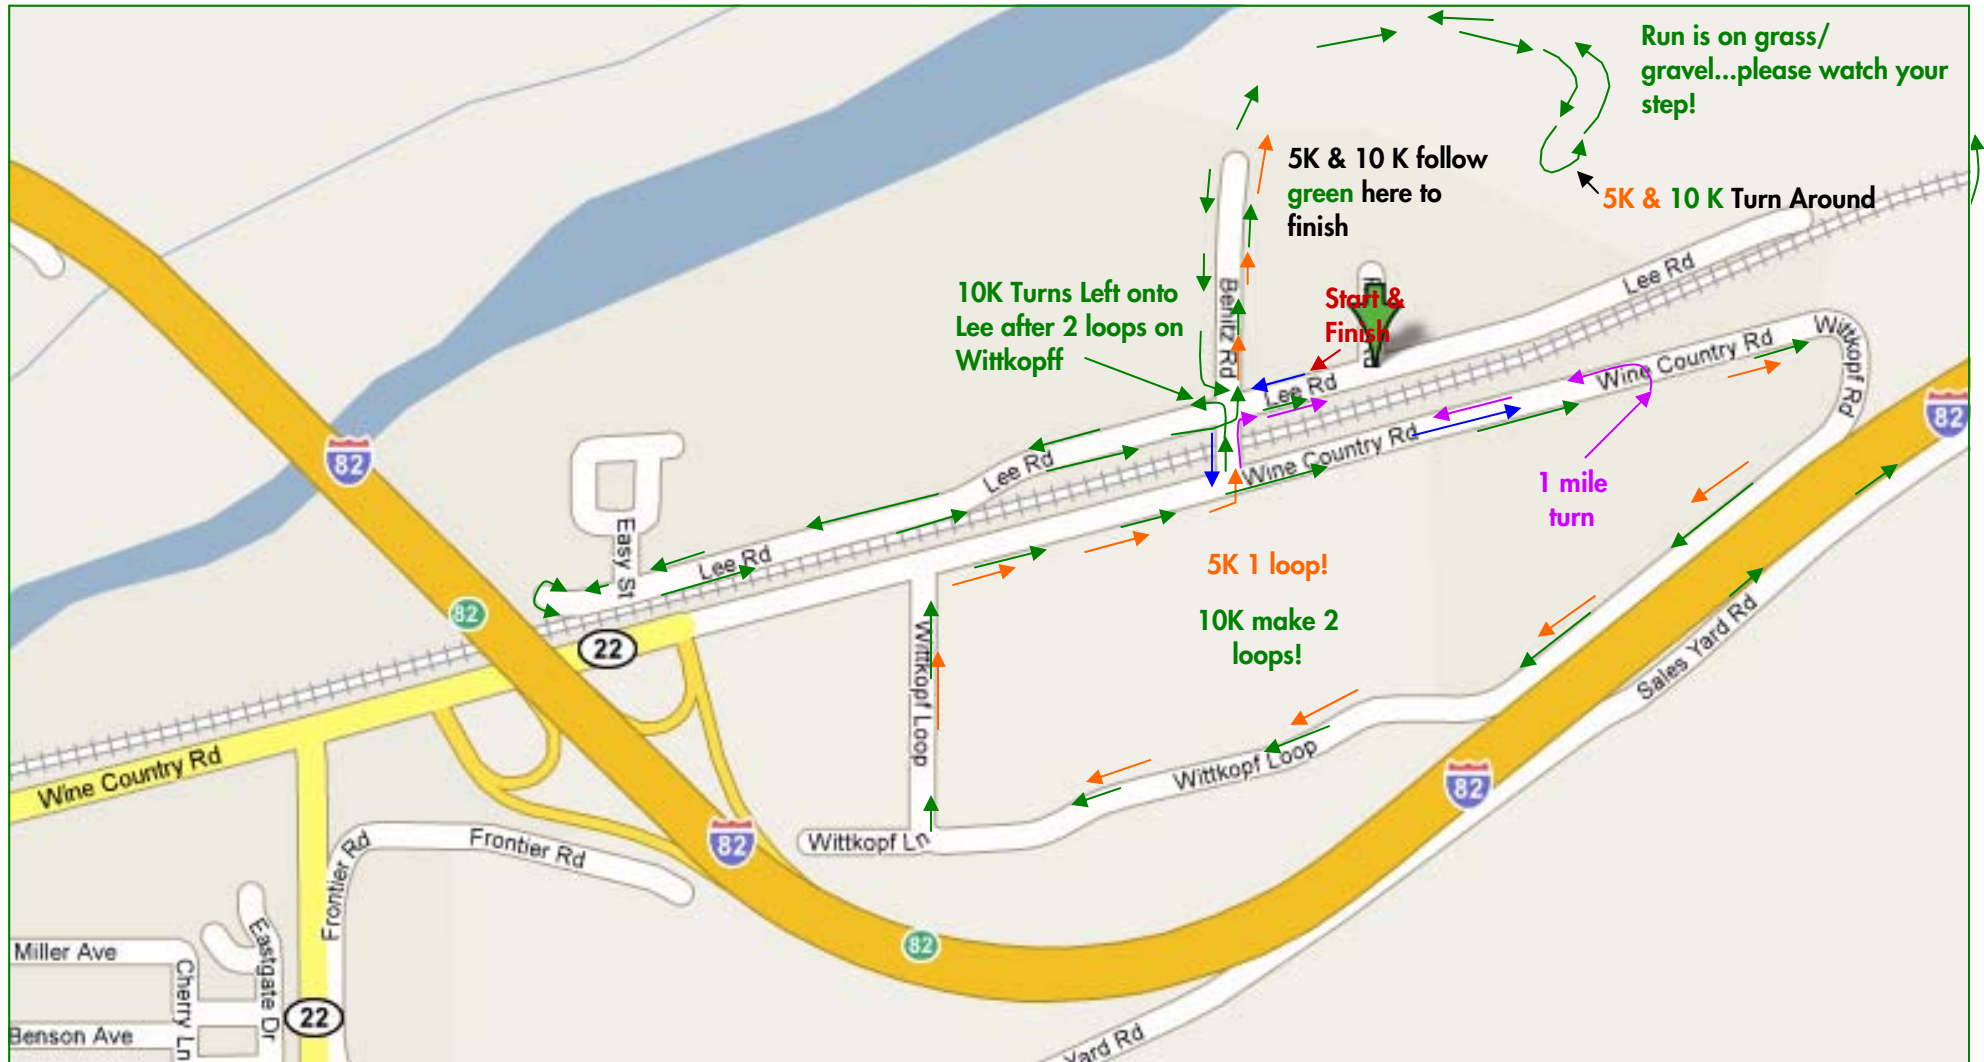 Run is on grass/
gravel...please watch your
step!
5K & 10 K follow
green here to
finish
5K & 10 K Turn Around
10K Turns Left onto
Lee after 2 loops on
Wittkopff
Start &
Finish
Benitz Rd
Rd
Lee Rd
Lee Rd
Lee Rd
Lee Rd
Wine Country Rd
Wine Country Rd
Wittkopf Rd
82
82
1 mile
turn
Easy St
5K 1 loop!
10K make 2
loops!
82
22
Wittkopf Loop
Sales Yard Rd
Wittkopf Loop
Wine Country Rd
82
82
Wittkopf Ln
Frontier Rd
Frontier Rd
Eastgate Dr
82
Miller Ave
Cherry Ln
22
Benson Ave
Yard Rd